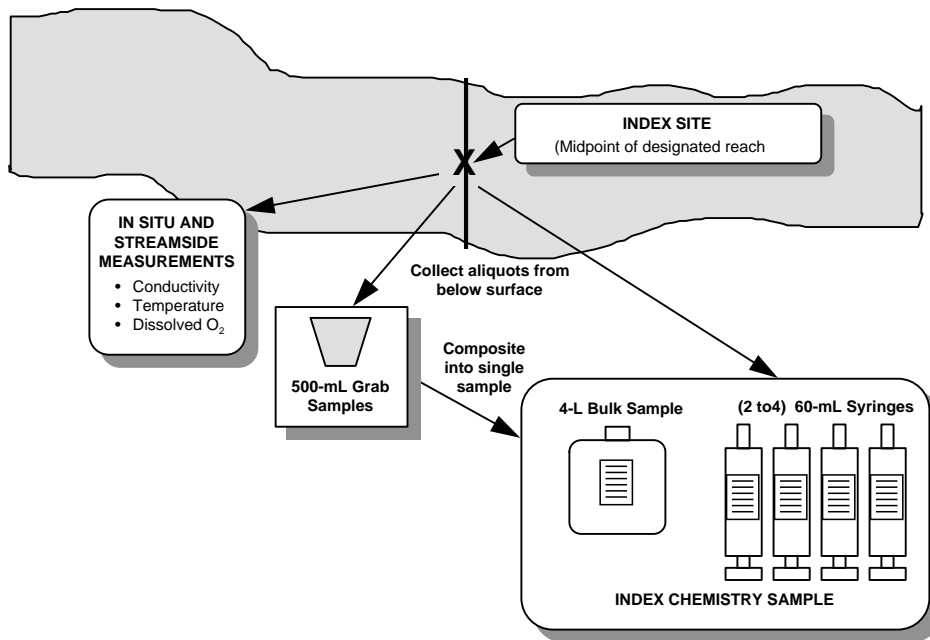 INDEX SITE
(Midpoint of designated reach
X
IN SITU AND
STREAMSIDE
MEASUREMENTS
• Conductivity
• Temperature
• Dissolved O₂
Collect aliquots from
below surface
500-mL Grab
Samples
Composite
into single
sample
4-L Bulk Sample
(2 to4) 60-mL Syringes
INDEX CHEMISTRY SAMPLE